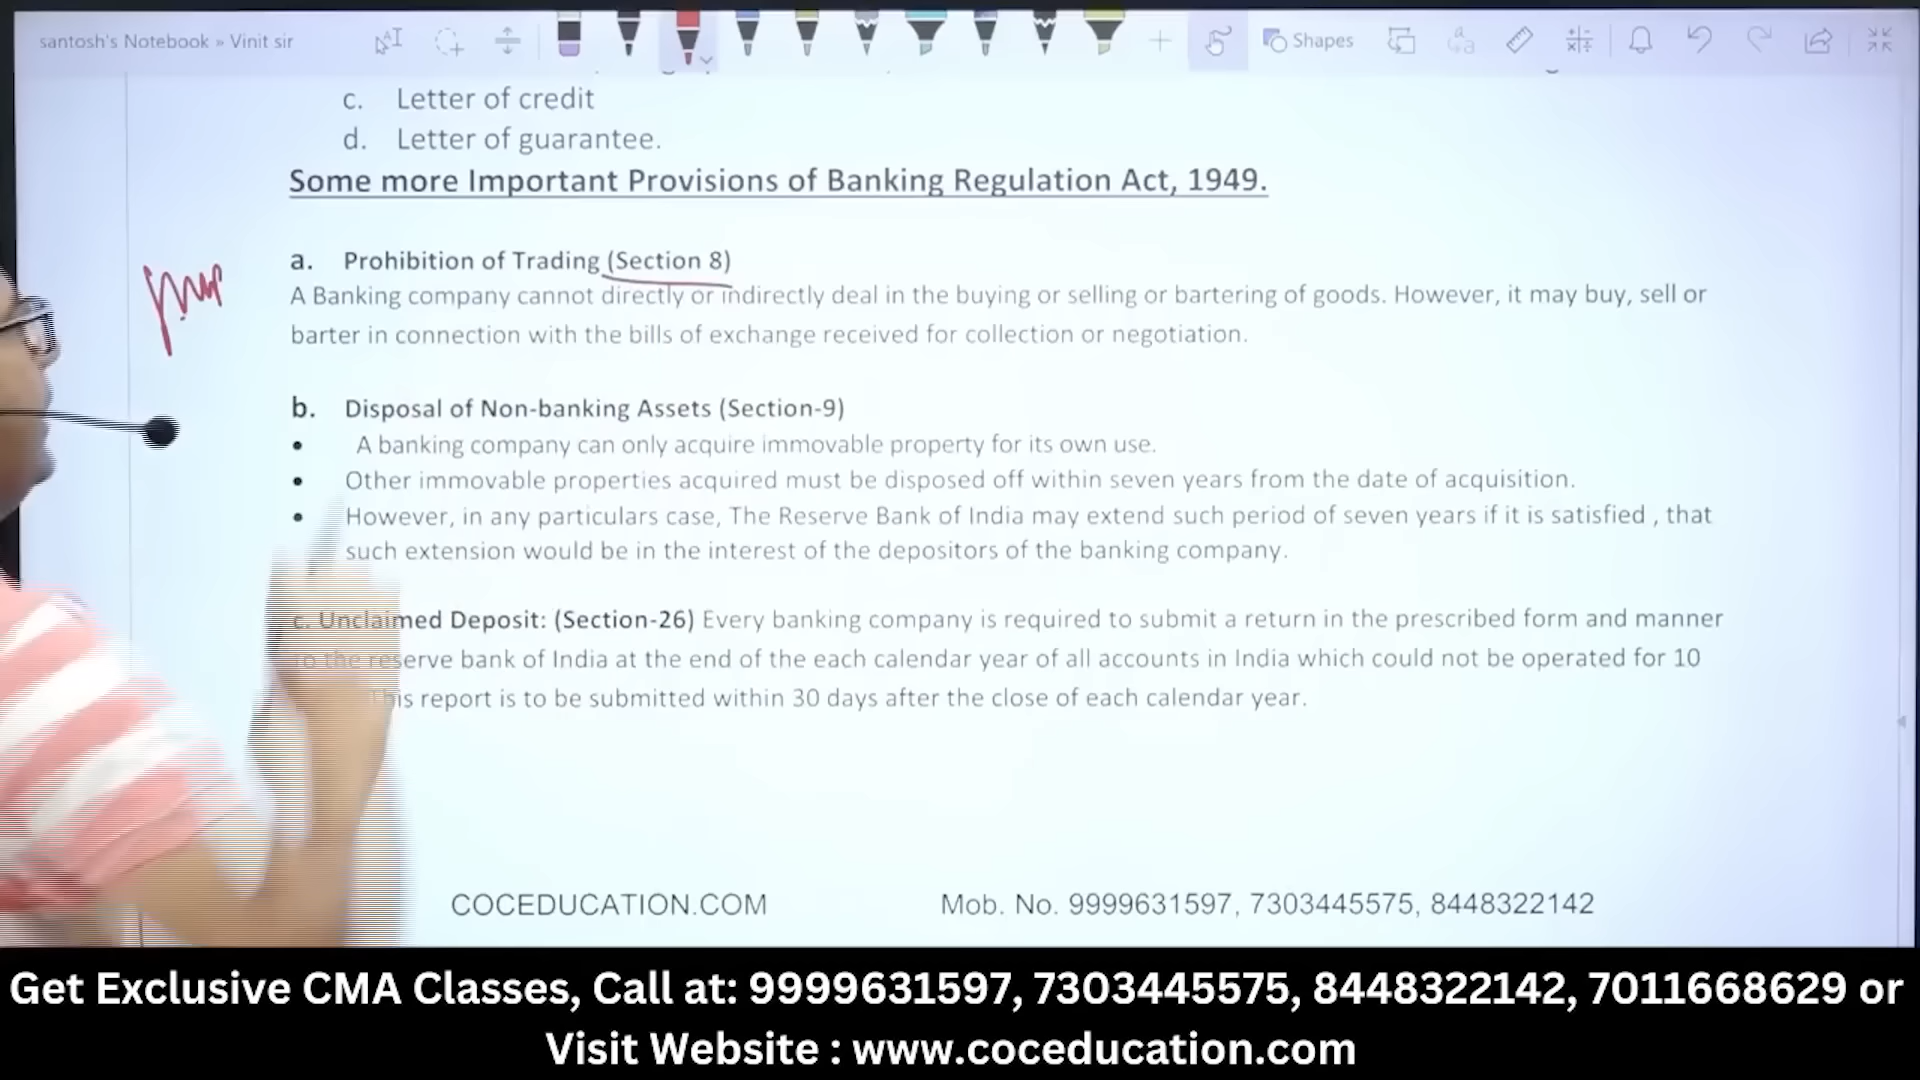 santosh's Notebook » Vinit sir
Shapes
c. Letter of credit
d. Letter of guarantee.
Some more Important Provisions of Banking Regulation Act, 1949.
a. Prohibition of Trading (Section 8)
A Banking company cannot directly or indirectly deal in the buying or selling or bartering of goods. However, it may buy, sell or
barter in connection with the bills of exchange received for collection or negotiation.
b. Disposal of Non-banking Assets (Section-9)
• A banking company can only acquire immovable property for its own use.
• Other immovable properties acquired must be disposed off within seven years from the date of acquisition.
• However, in any particulars case, The Reserve Bank of India may extend such period of seven years if it is satisfied , that
such extension would be in the interest of the depositors of the banking company.
c. Unclaimed Deposit: (Section-26) Every banking company is required to submit a return in the prescribed form and manner
to the reserve bank of India at the end of the each calendar year of all accounts in India which could not be operated for 10
This report is to be submitted within 30 days after the close of each calendar year.
COCEDUCATION.COM Mob. No. 9999631597, 7303445575, 8448322142
Get Exclusive CMA Classes, Call at: 9999631597, 7303445575, 8448322142, 7011668629 or
Visit Website : www.coceducation.com